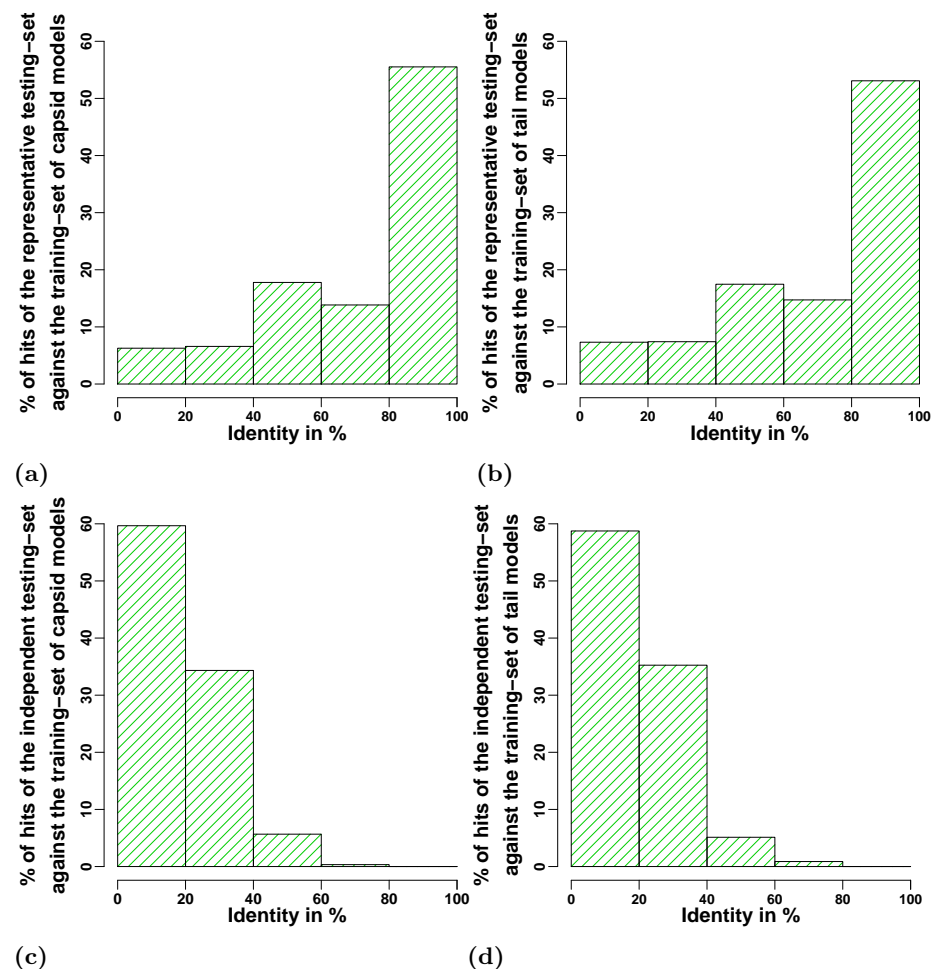 % of hits of the representative testing–set
against the training–set of capsid models
0 10 20 30 40 50 60
0 20 40 60 80 100
Identity in %
(a)
% of hits of the representative testing–set
against the training–set of tail models
0 10 20 30 40 50 60
0 20 40 60 80 100
Identity in %
(b)
% of hits of the independent testing–set
against the training–set of capsid models
0 10 20 30 40 50 60
0 20 40 60 80 100
Identity in %
(c)
% of hits of the independent testing–set
against the training–set of tail models
0 10 20 30 40 50 60
0 20 40 60 80 100
Identity in %
(d)